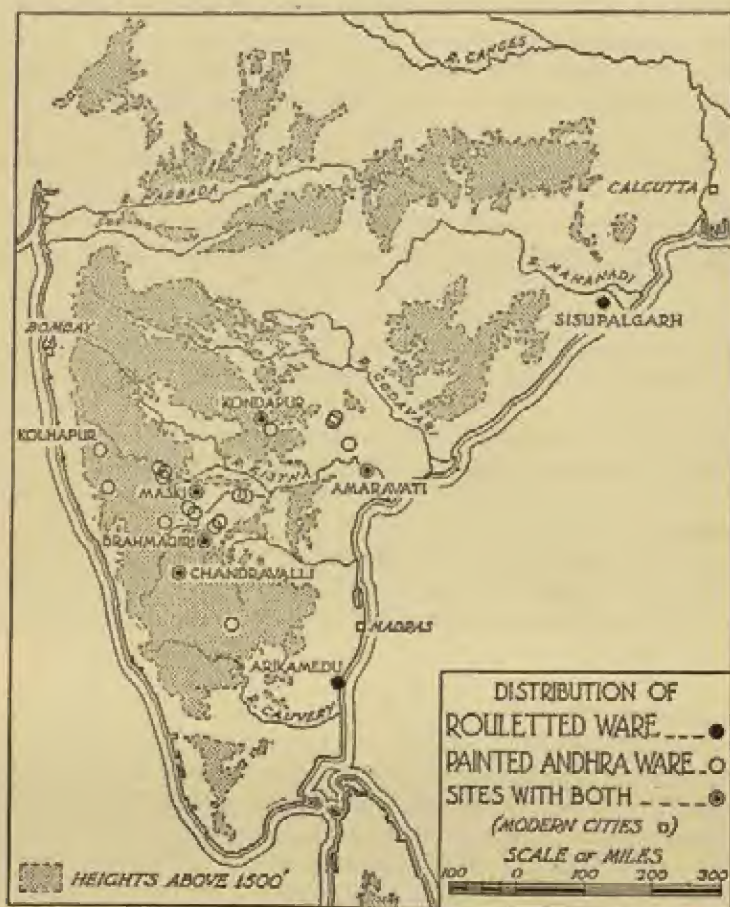 R. GANGES
R. NARBADA
CALCUTTA
R. MAHANADI
SISUPALGARH
BOMBAY
R. GODAVARI
KONDAPUR
KOLHAPUR
R. KISTNA
AMARAVATI
MASKI
BRAHMAGIRI
CHANDRAVALLI
MADRAS
ARIKAMEDU
R. CAUVERY
DISTRIBUTION OF
ROULETTED WARE
PAINTED ANDHRA WARE
SITES WITH BOTH
(MODERN CITIES)
SCALE OF MILES
100 0 100 200 300
HEIGHTS ABOVE 1500'